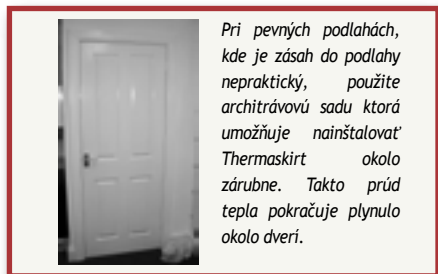 Pri pevných podlahách,
kde je zásah do podlahy
nepraktický, použite
architrávovú sadu ktorá
umožňuje nainštalovať
Thermaskirt okolo
zárubne. Takto prúd
tepla pokračuje plynulo
okolo dverí.